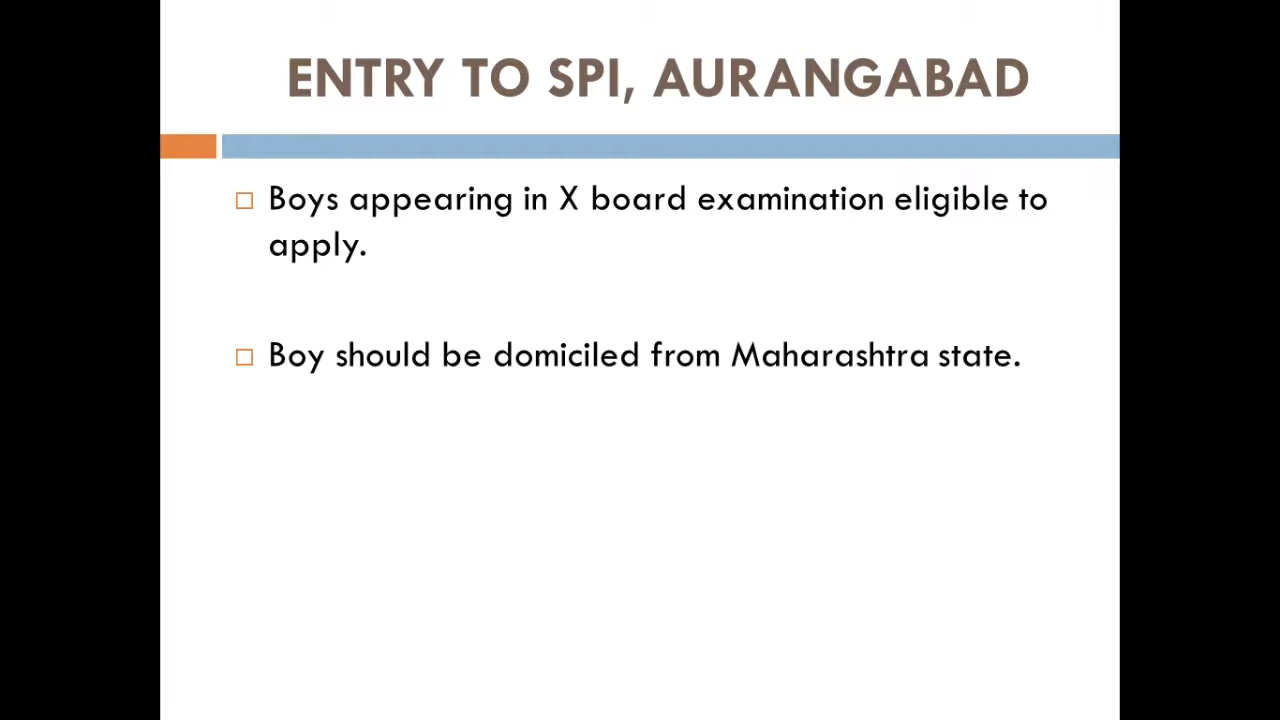 ENTRY TO SPI, AURANGABAD
Boys appearing in X board examination eligible to
apply.
Boy should be domiciled from Maharashtra state.